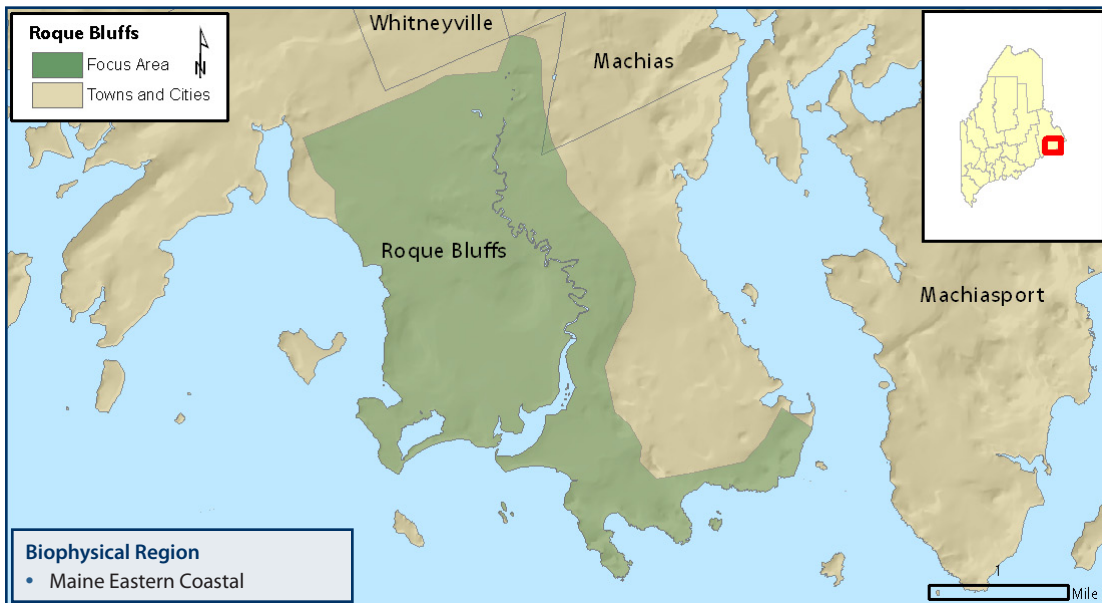 Roque Bluffs
N
Focus Area
Towns and Cities
Whitneyville
Machias
Roque Bluffs
Machiasport
Biophysical Region
• Maine Eastern Coastal
1
Mile